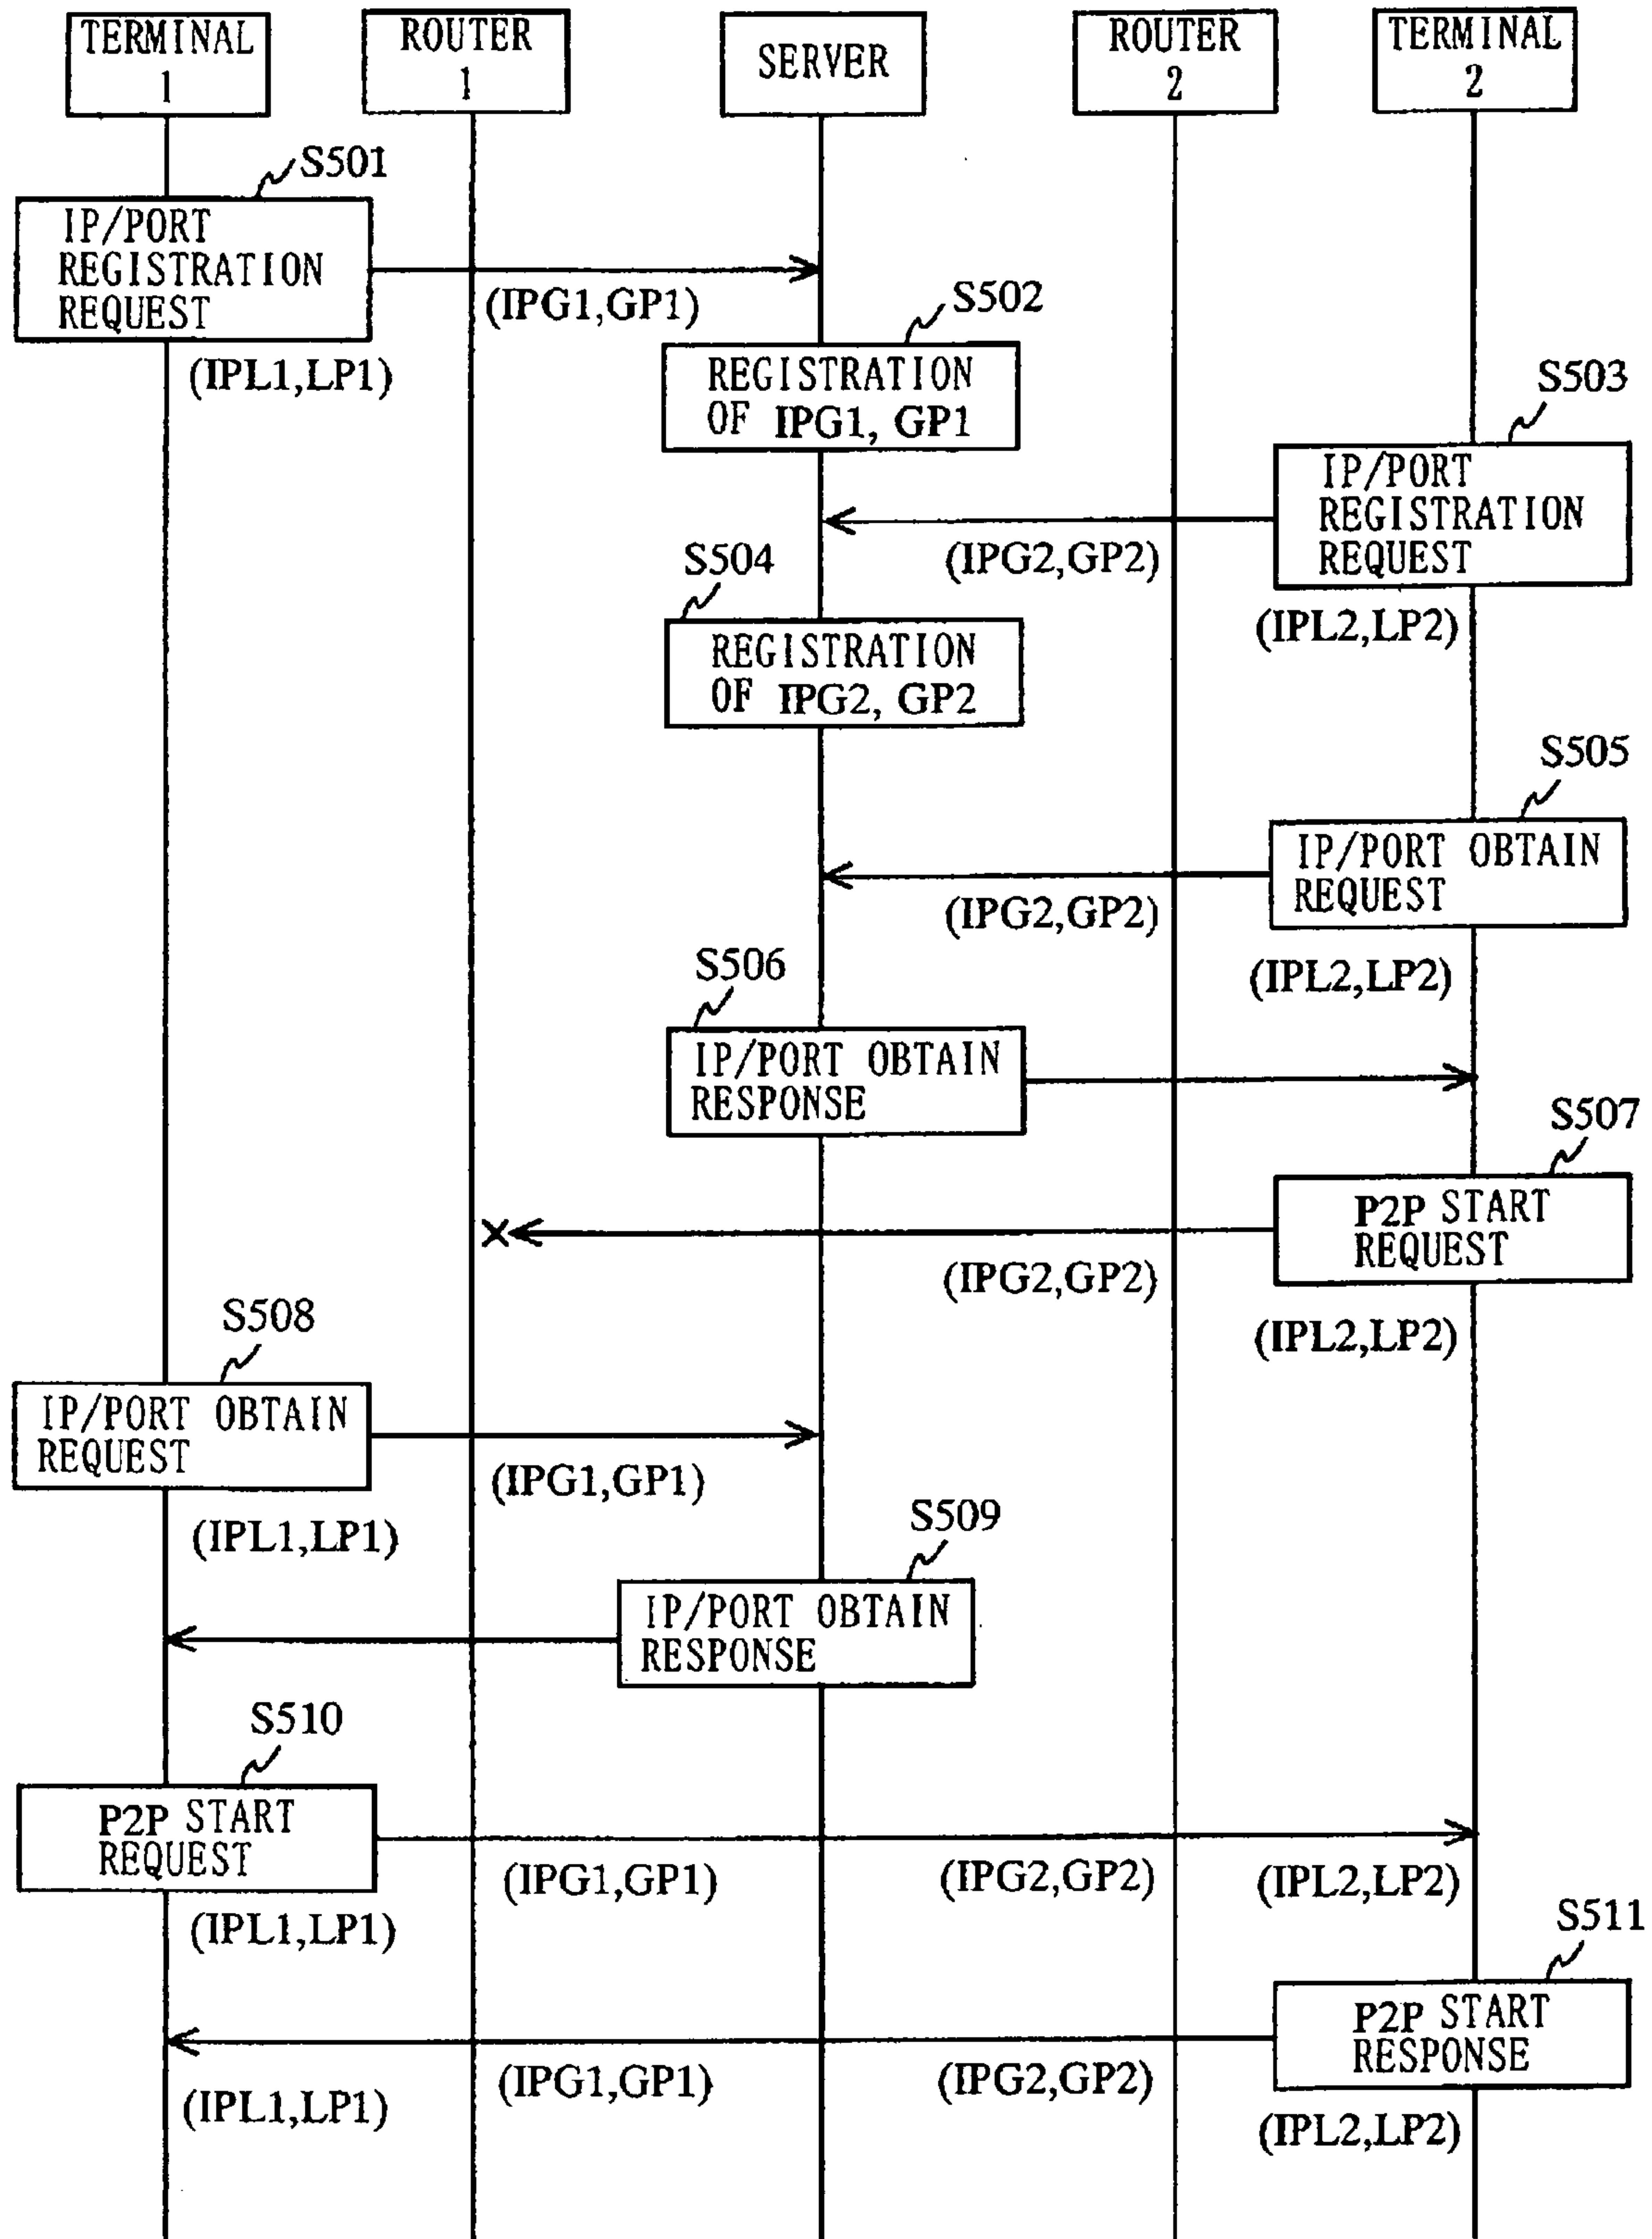 TERMINAL
1
ROUTER
1
SERVER
ROUTER
2
TERMINAL
2
S501
IP/PORT
REGISTRATION
REQUEST
(IPG1,GP1)
(IPL1,LP1)
S502
REGISTRATION
OF IPG1, GP1
S503
IP/PORT
REGISTRATION
REQUEST
(IPG2,GP2)
(IPL2,LP2)
S504
REGISTRATION
OF IPG2, GP2
S505
IP/PORT OBTAIN
REQUEST
(IPG2,GP2)
(IPL2,LP2)
S506
IP/PORT OBTAIN
RESPONSE
S507
P2P START
REQUEST
(IPG2,GP2)
(IPL2,LP2)
S508
IP/PORT OBTAIN
REQUEST
(IPG1,GP1)
(IPL1,LP1)
S509
IP/PORT OBTAIN
RESPONSE
S510
P2P START
REQUEST
(IPG1,GP1)
(IPG2,GP2)
(IPL2,LP2)
(IPL1,LP1)
S511
P2P START
RESPONSE
(IPG1,GP1)
(IPG2,GP2)
(IPL1,LP1)
(IPL2,LP2)